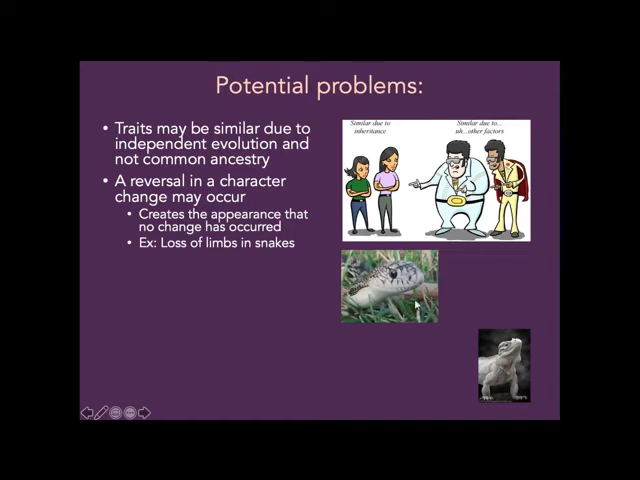 Potential problems:
• Traits may be similar due to
independent evolution and
not common ancestry
• A reversal in a character
change may occur
• Creates the appearance that
no change has occurred
• Ex: Loss of limbs in snakes
Similar due to
inheritance
Similar due to...
uh...other factors